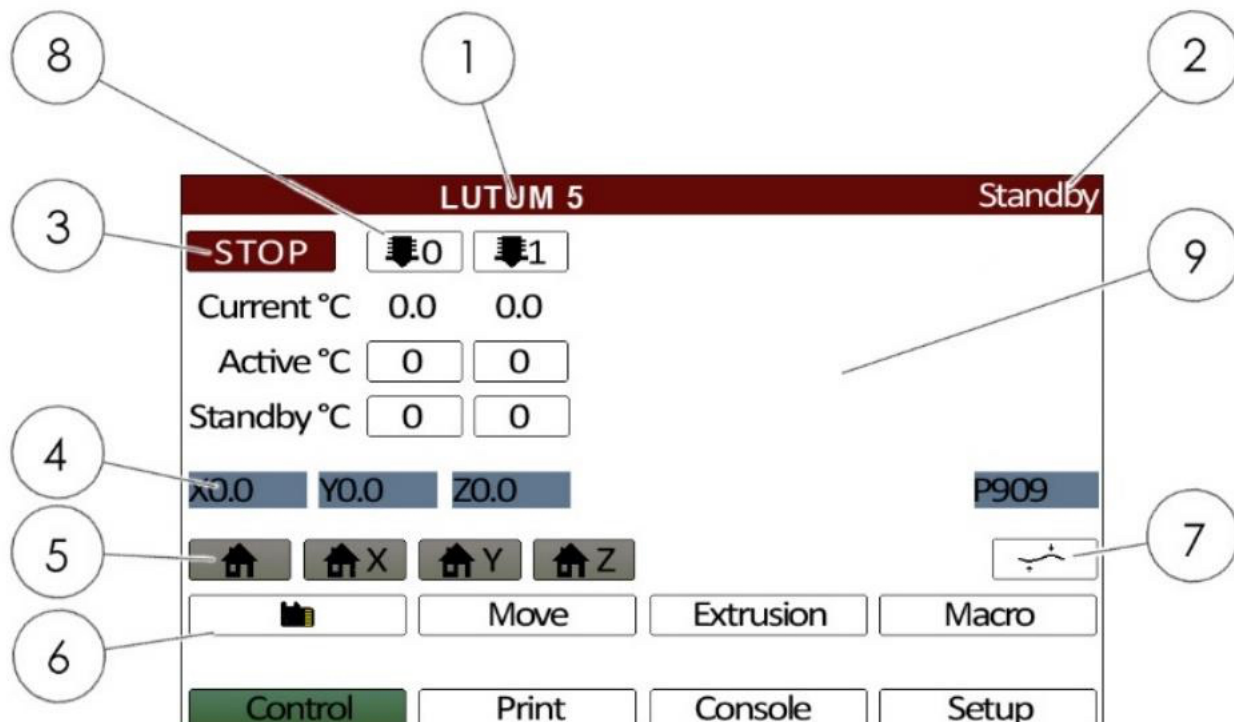 8 1 2
LUTUM 5 Standby
3 STOP 0 1 9
Current °C 0.0 0.0
Active °C 0 0
Standby °C 0 0
4 X0.0 Y0.0 Z0.0 P909
5 X Y Z 7
6 Move Extrusion Macro
Control Print Console Setup